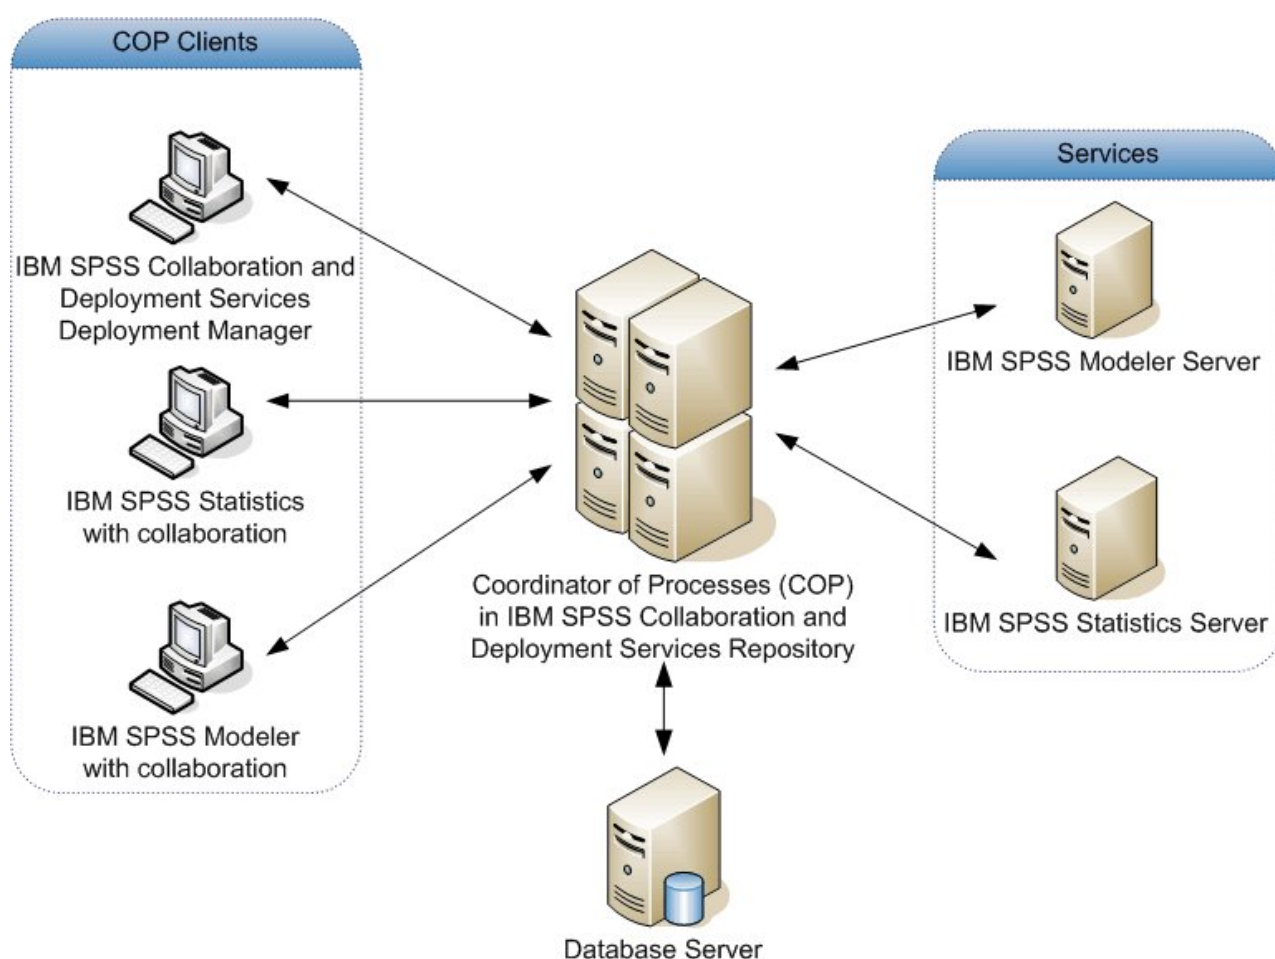 COP Clients
IBM SPSS Collaboration and
Deployment Services
Deployment Manager
IBM SPSS Statistics
with collaboration
IBM SPSS Modeler
with collaboration
Coordinator of Processes (COP)
in IBM SPSS Collaboration and
Deployment Services Repository
Database Server
Services
IBM SPSS Modeler Server
IBM SPSS Statistics Server